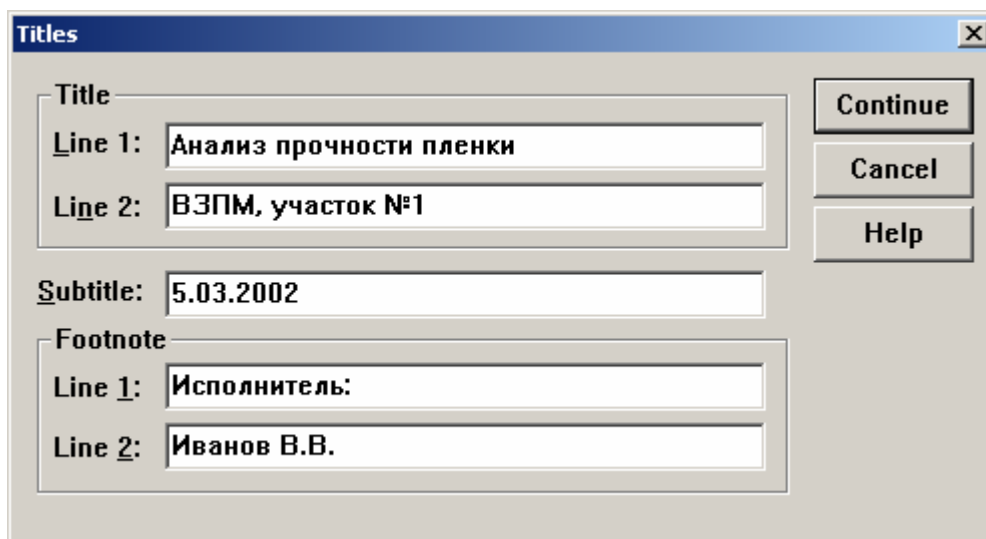 Titles
Title
Line 1: Анализ прочности пленки
Line 2: ВЗПМ, участок №1
Subtitle: 5.03.2002
Footnote
Line 1: Исполнитель:
Line 2: Иванов В.В.
Continue
Cancel
Help